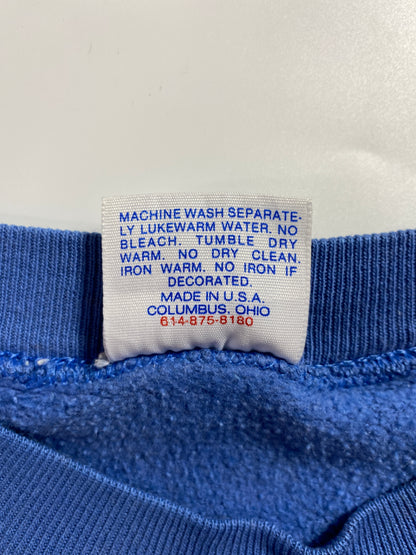 MACHINE WASH SEPARATE-
LY LUKEWARM WATER. NO
BLEACH. TUMBLE DRY
WARM. NO DRY CLEAN.
IRON WARM. NO IRON IF
DECORATED.
MADE IN U.S.A.
COLUMBUS, OHIO
614-875-8180